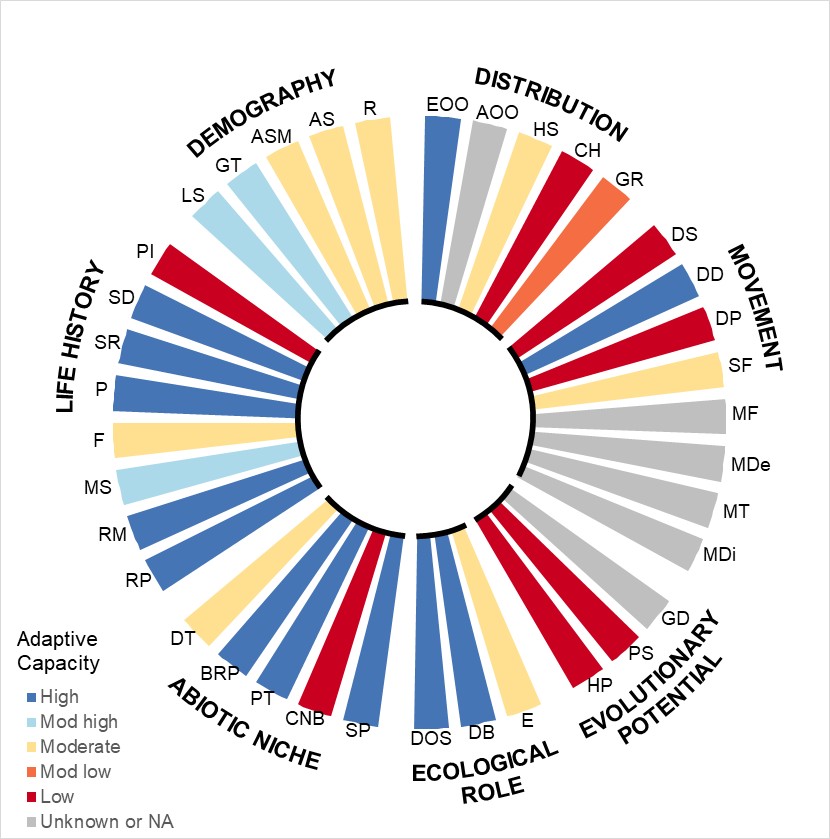 DISTRIBUTION
EOO
AOO
HS
CH
GR
MOVEMENT
DS
DD
DP
SF
MF
MDe
MT
MDi
EVOLUTIONARY
POTENTIAL
GD
PS
HP
ECOLOGICAL
ROLE
E
DB
DOS
ABIOTIC NICHE
SP
CNB
PT
BRP
DT
LIFE HISTORY
RP
RM
MS
F
P
SR
SD
PI
DEMOGRAPHY
LS
GT
ASM
AS
R
Adaptive
Capacity
High
Mod high
Moderate
Mod low
Low
Unknown or NA